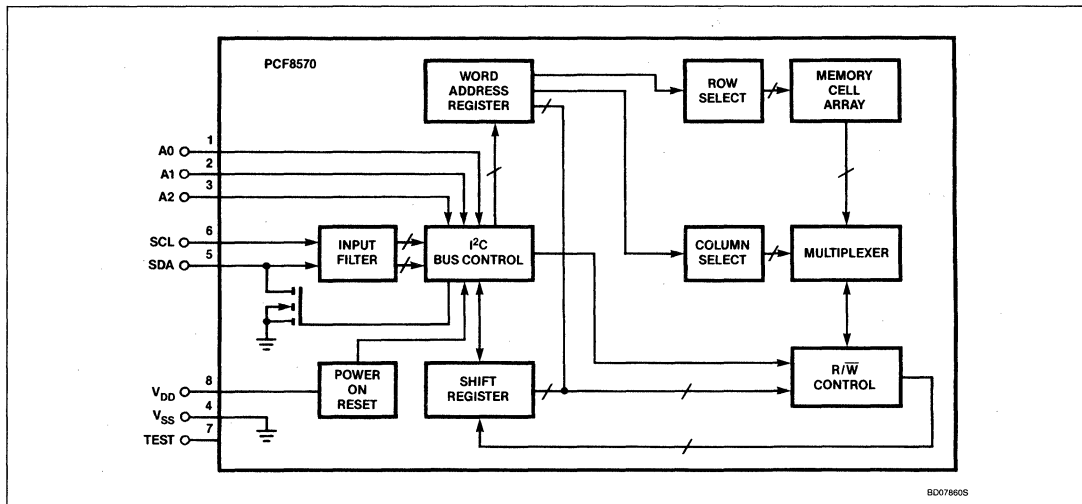 PCF8570
WORD
ADDRESS
REGISTER
ROW
SELECT
MEMORY
CELL
ARRAY
A0 1
A1 2
A2 3
SCL 6
SDA 5
INPUT
FILTER
I²C
BUS CONTROL
COLUMN
SELECT
MULTIPLEXER
POWER
ON
RESET
SHIFT
REGISTER
R/W̅
CONTROL
VDD 8
VSS 4
TEST 7
BD07860S